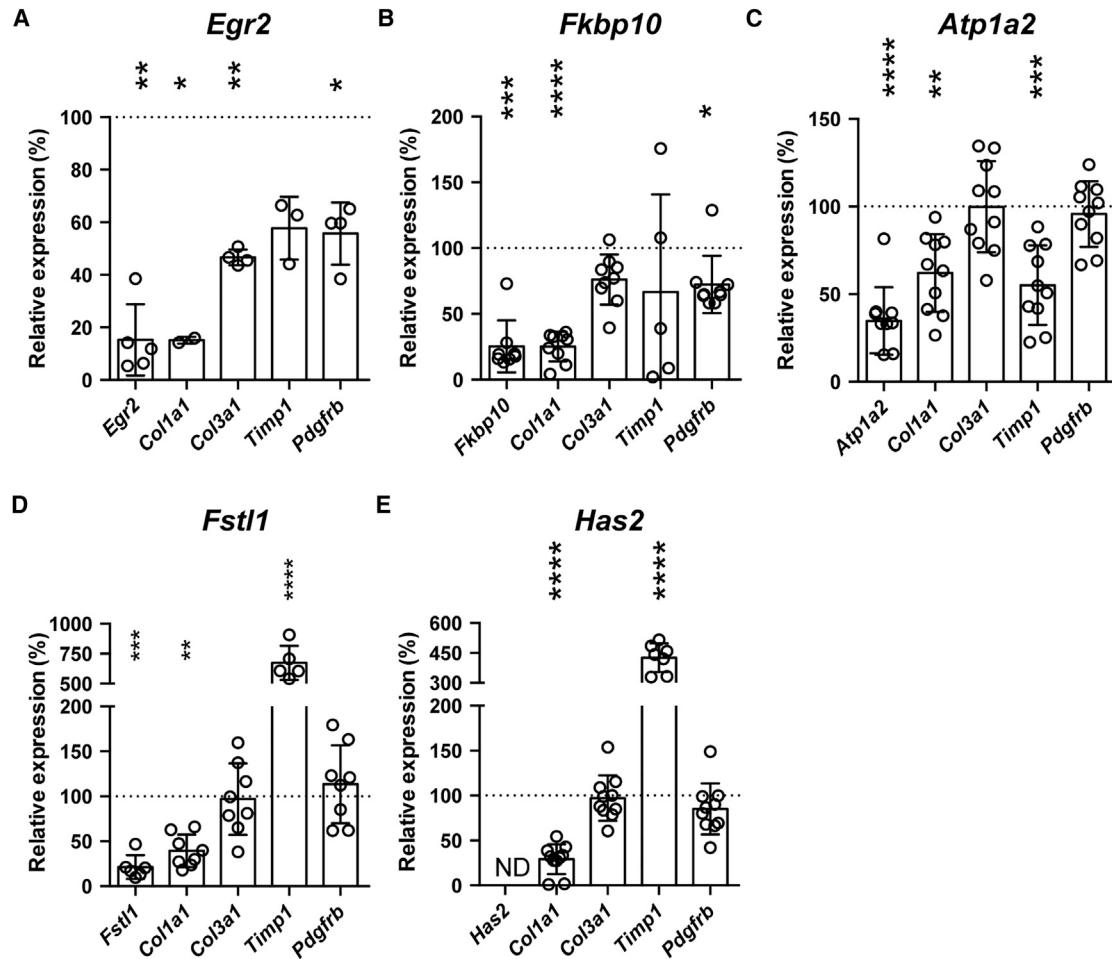 A
Egr2
** * ** *
Relative expression (%)
100
80
60
40
20
0
Egr2 Col1a1 Col3a1 Timp1 Pdgfrb
B
Fkbp10
*** **** *
Relative expression (%)
200
150
100
50
0
Fkbp10 Col1a1 Col3a1 Timp1 Pdgfrb
C
Atp1a2
**** ** ***
Relative expression (%)
150
100
50
0
Atp1a2 Col1a1 Col3a1 Timp1 Pdgfrb
D
Fstl1
*** ** ****
Relative expression (%)
1000
750
500
200
150
100
50
0
Fstl1 Col1a1 Col3a1 Timp1 Pdgfrb
E
Has2
**** ****
Relative expression (%)
600
450
300
200
150
100
50
0
ND
Has2 Col1a1 Col3a1 Timp1 Pdgfrb